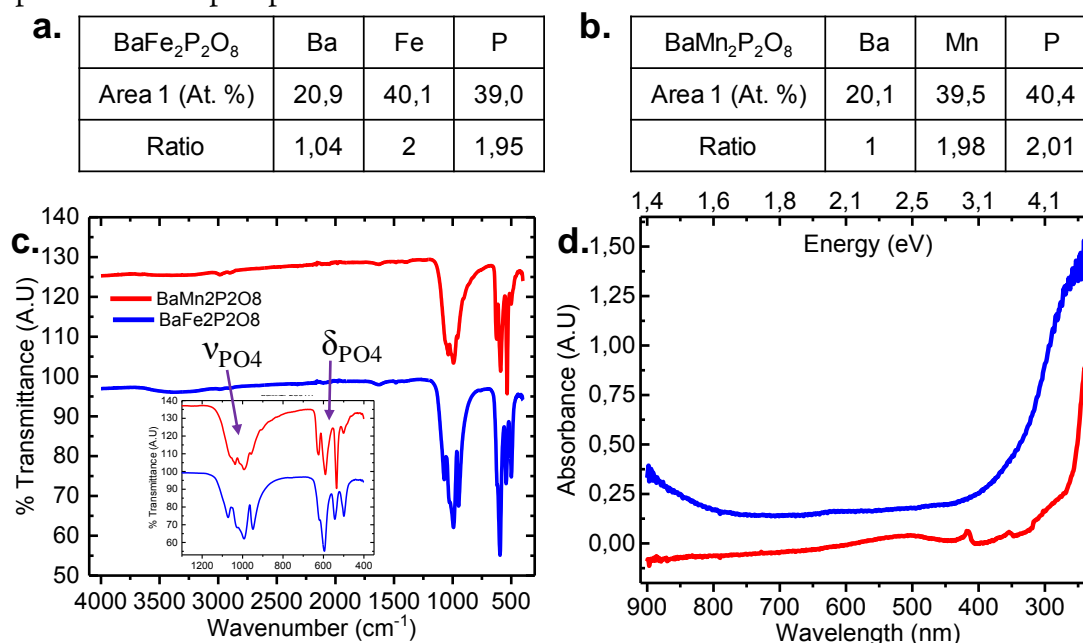 a.
BaFe₂P₂O₈ Ba Fe P
Area 1 (At. %) 20,9 40,1 39,0
Ratio 1,04 2 1,95
b.
BaMn₂P₂O₈ Ba Mn P
Area 1 (At. %) 20,1 39,5 40,4
Ratio 1 1,98 2,01
c.
% Transmittance (A.U)
140
130
120
110
100
90
80
70
60
50
BaMn2P2O8
BaFe2P2O8
νPO4
δPO4
% Transmittance (A.U)
140
130
120
110
100
90
80
70
60
1200 1000 800 600 400
4000 3500 3000 2500 2000 1500 1000 500
Wavenumber (cm⁻¹)
d.
1,4 1,6 1,8 2,1 2,5 3,1 4,1
Energy (eV)
Absorbance (A.U)
1,50
1,25
1,00
0,75
0,50
0,25
0,00
900 800 700 600 500 400 300
Wavelength (nm)